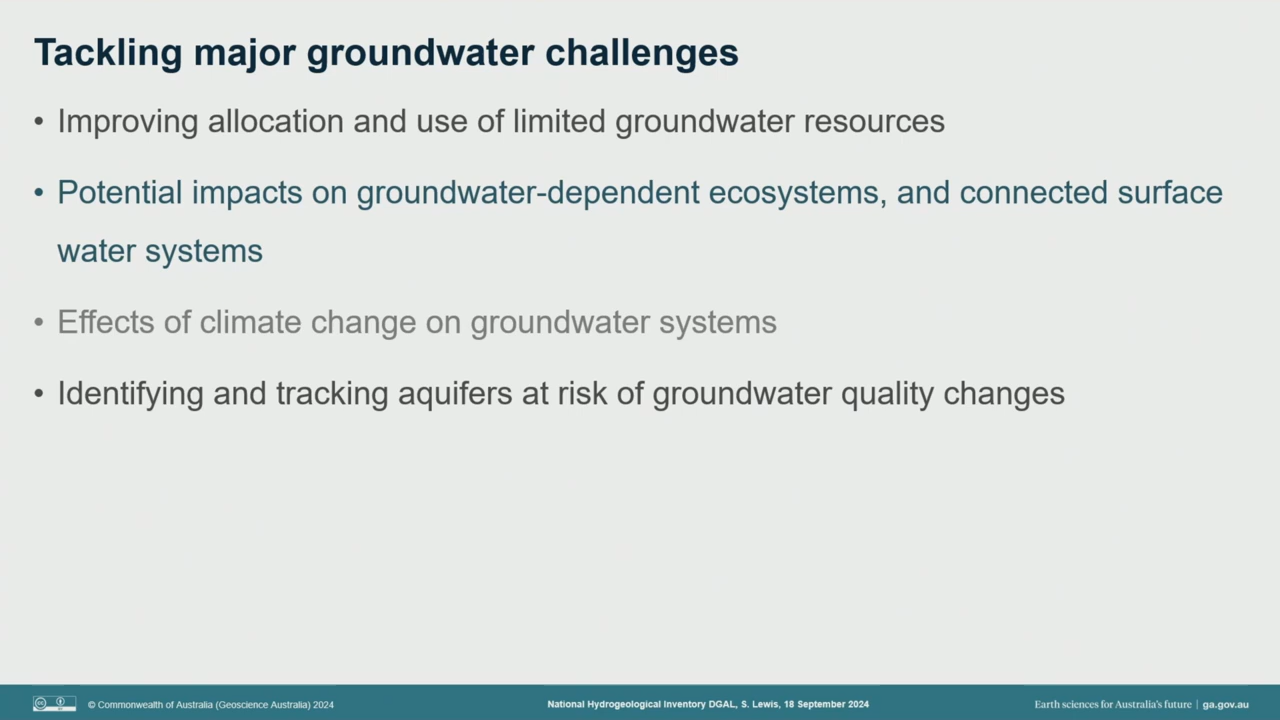 Tackling major groundwater challenges
• Improving allocation and use of limited groundwater resources
• Potential impacts on groundwater-dependent ecosystems, and connected surface
water systems
• Effects of climate change on groundwater systems
• Identifying and tracking aquifers at risk of groundwater quality changes
© Commonwealth of Australia (Geoscience Australia) 2024
National Hydrogeological Inventory DGAL, S. Lewis, 18 September 2024
Earth sciences for Australia's future | ga.gov.au